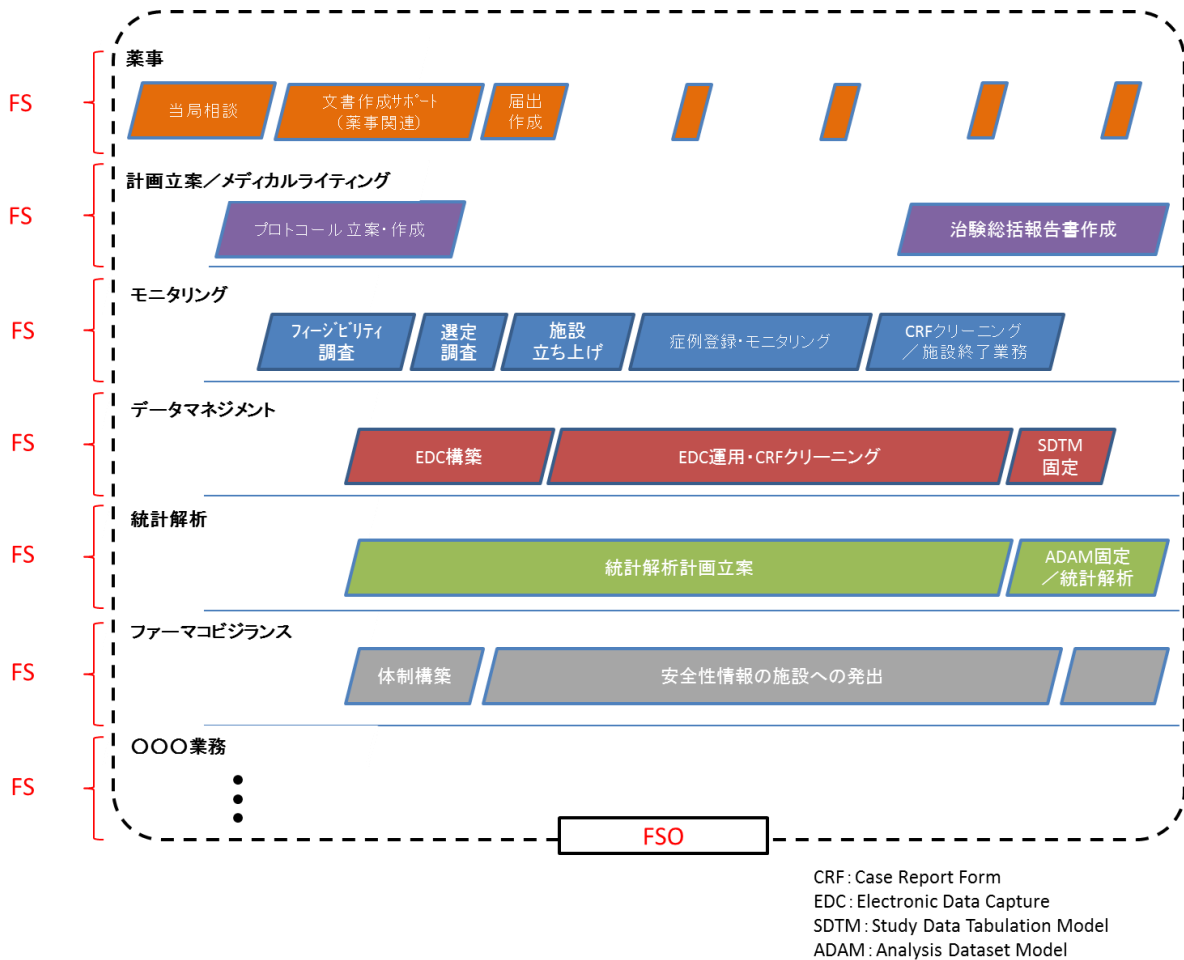 薬事
FS
当局相談
文書作成ｻﾎﾟｰﾄ
（薬事関連）
届出
作成
計画立案／メディカルライティング
FS
プロトコール立案・作成
治験総括報告書作成
モニタリング
FS
ﾌｨｰｼﾞﾋﾞﾘﾃｨ
調査
選定
調査
施設
立ち上げ
症例登録・モニタリング
CRFクリーニング
／施設終了業務
データマネジメント
FS
EDC構築
EDC運用・CRFクリーニング
SDTM
固定
統計解析
FS
統計解析計画立案
ADAM固定
／統計解析
ファーマコビジランス
FS
体制構築
安全性情報の施設への発出
〇〇〇業務
FS
FSO
CRF：Case Report Form
EDC：Electronic Data Capture
SDTM：Study Data Tabulation Model
ADAM：Analysis Dataset Model